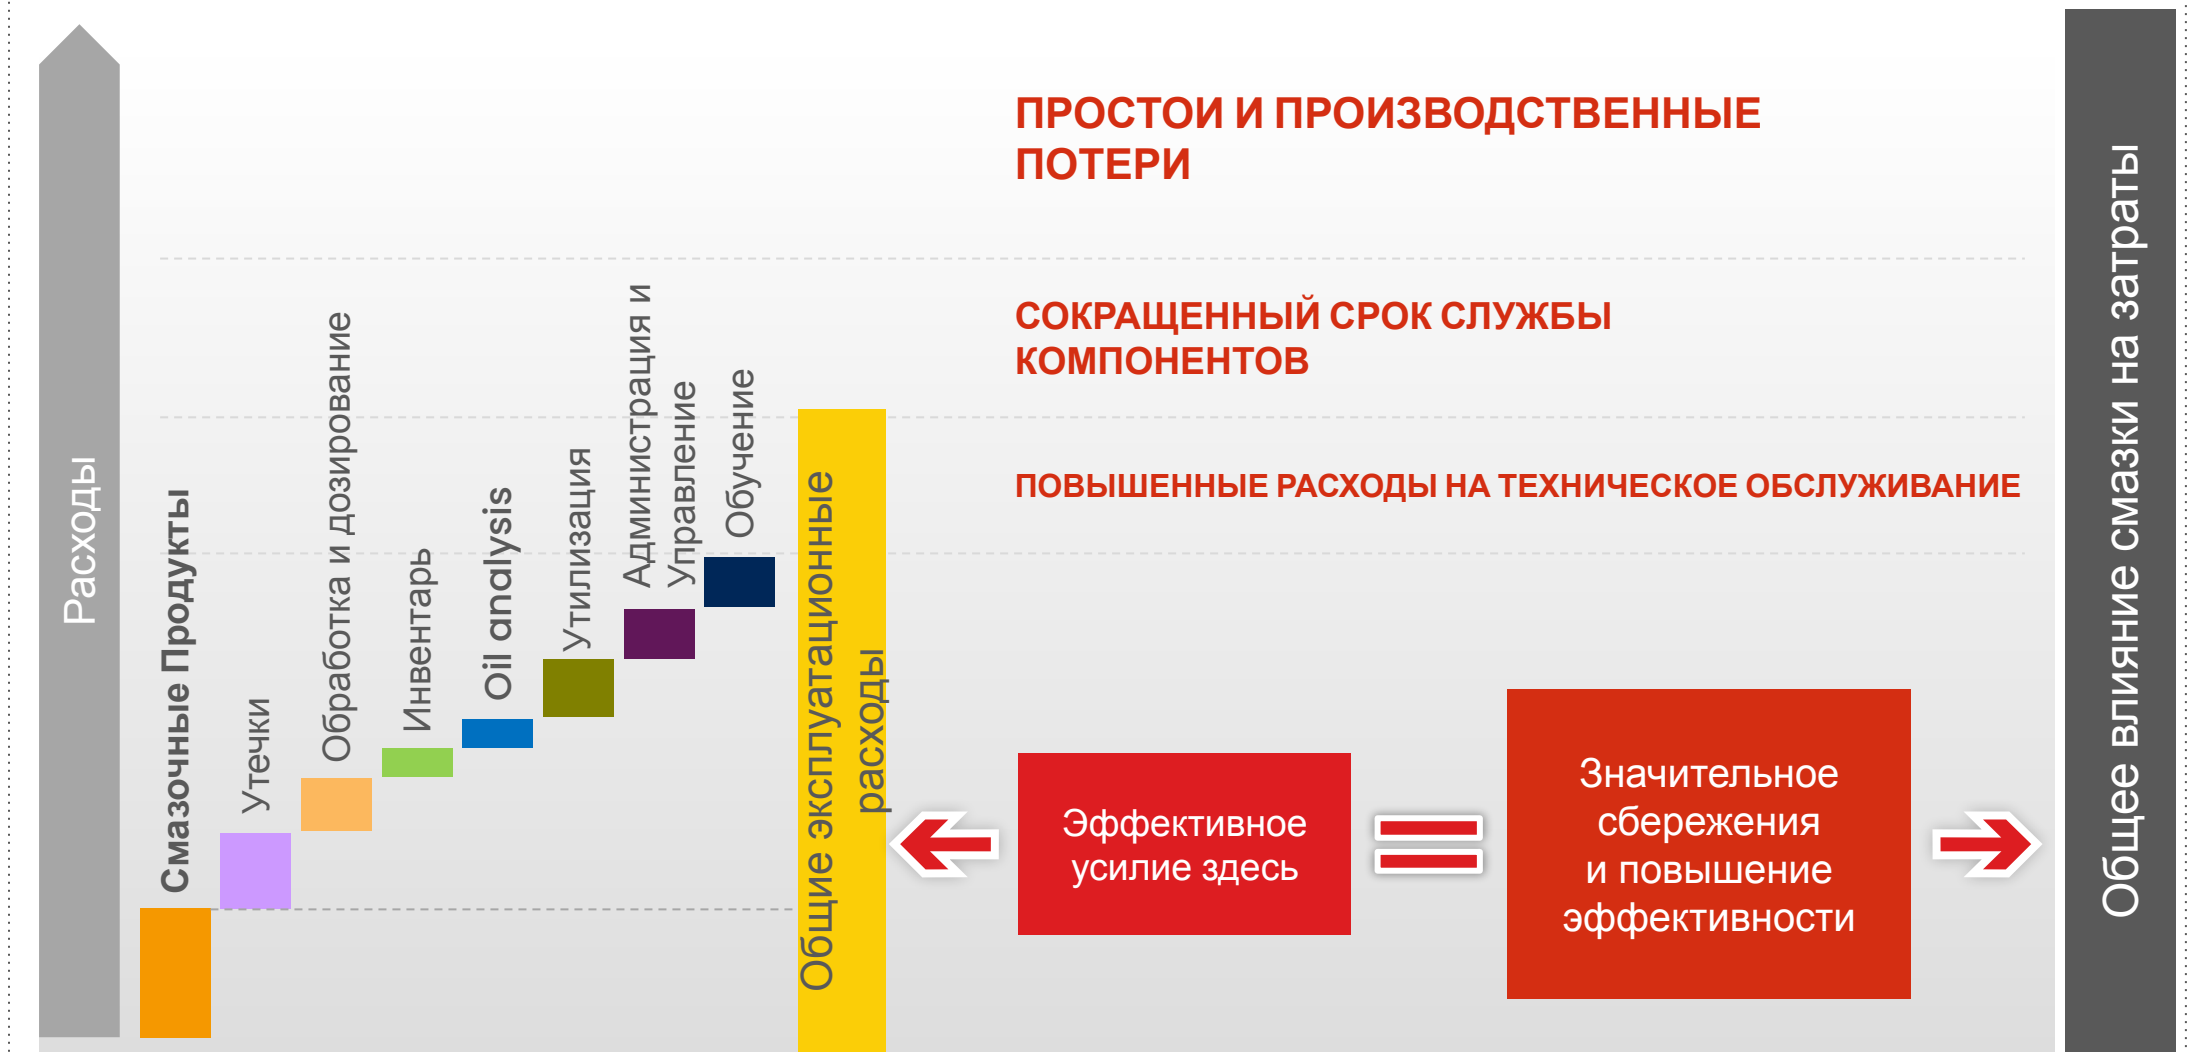 Расходы
Смазочные Продукты
Утечки
Обработка и дозирование
Инвентарь
Oil analysis
Утилизация
Администрация и
Управление
Обучение
Общие эксплуатационные
расходы
ПРОСТОИ И ПРОИЗВОДСТВЕННЫЕ
ПОТЕРИ
СОКРАЩЕННЫЙ СРОК СЛУЖБЫ
КОМПОНЕНТОВ
ПОВЫШЕННЫЕ РАСХОДЫ НА ТЕХНИЧЕСКОЕ ОБСЛУЖИВАНИЕ
Эффективное
усилие здесь
Значительное
сбережения
и повышение
эффективности
Общее влияние смазки на затраты